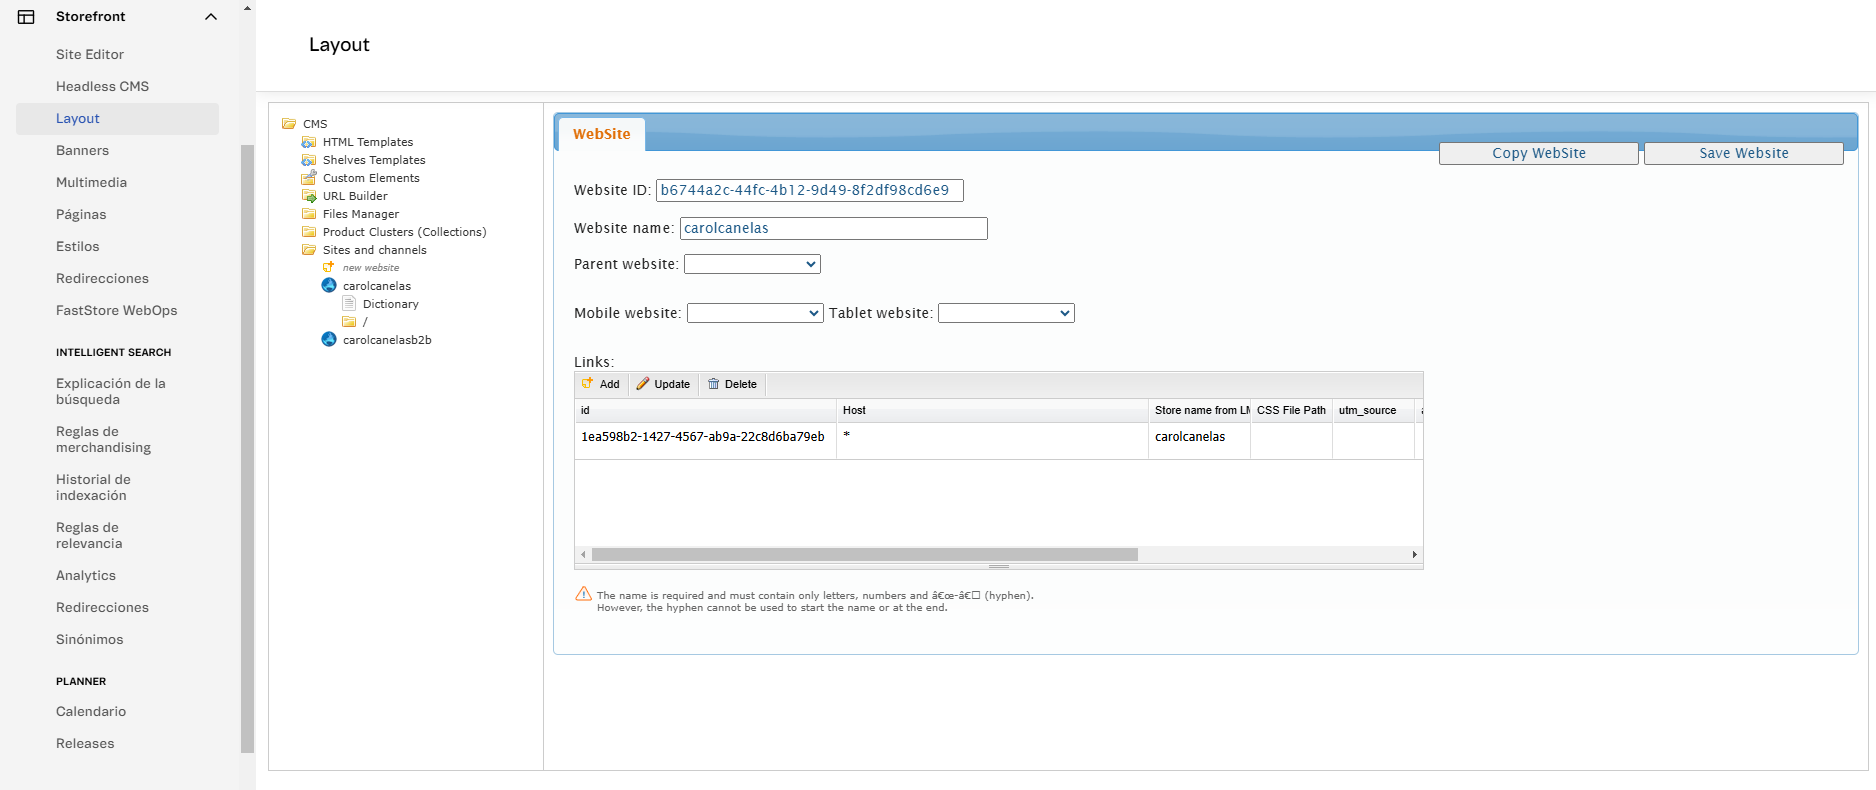 Storefront
Site Editor
Headless CMS
Layout
Banners
Multimedia
Páginas
Estilos
Redirecciones
FastStore WebOps
INTELLIGENT SEARCH
Explicación de la
búsqueda
Reglas de
merchandising
Historial de
indexación
Reglas de
relevancia
Analytics
Redirecciones
Sinónimos
PLANNER
Calendario
Releases
Layout
CMS
HTML Templates
Shelves Templates
Custom Elements
URL Builder
Files Manager
Product Clusters (Collections)
Sites and channels
new website
carolcanelas
Dictionary
/
carolcanelasb2b
WebSite
Copy WebSite
Save Website
Website ID: b6744a2c-44fc-4b12-9d49-8f2df98cd6e9
Website name: carolcanelas
Parent website:
Mobile website: Tablet website:
Links:
Add Update Delete
id Host Store name from LM CSS File Path utm_source
1ea598b2-1427-4567-ab9a-22c8d6ba79eb * carolcanelas
The name is required and must contain only letters, numbers and â€œ-â€□ (hyphen).
However, the hyphen cannot be used to start the name or at the end.